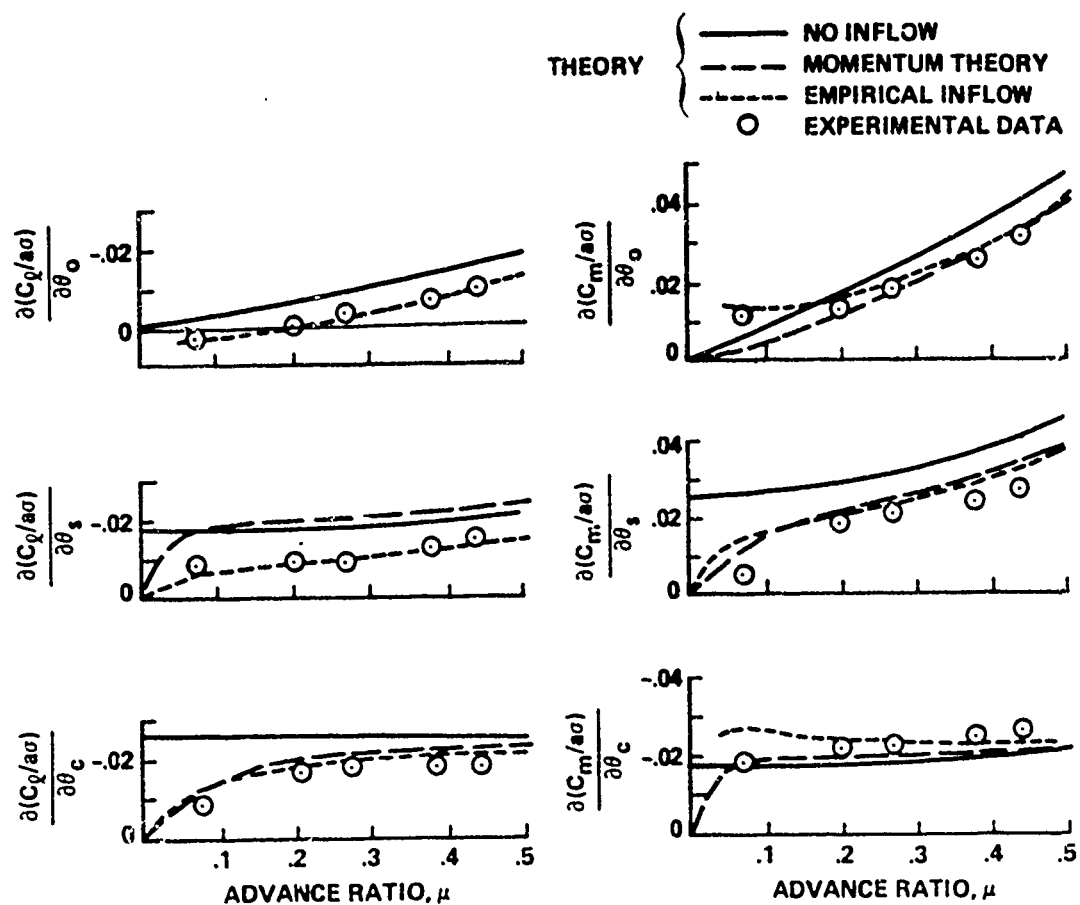 THEORY
NO INFLOW
MOMENTUM THEORY
EMPIRICAL INFLOW
EXPERIMENTAL DATA
∂(Cℓ/aσ)
∂θo
-.02
0
∂(Cm/aσ)
∂θo
.04
.02
0
∂(Cℓ/aσ)
∂θs
-.02
0
∂(Cm/aσ)
∂θs
.04
.02
0
∂(Cℓ/aσ)
∂θc
-.02
0
.1 .2 .3 .4 .5
ADVANCE RATIO, μ
∂(Cm/aσ)
∂θc
-.04
-.02
0
.1 .2 .3 .4 .5
ADVANCE RATIO, μ